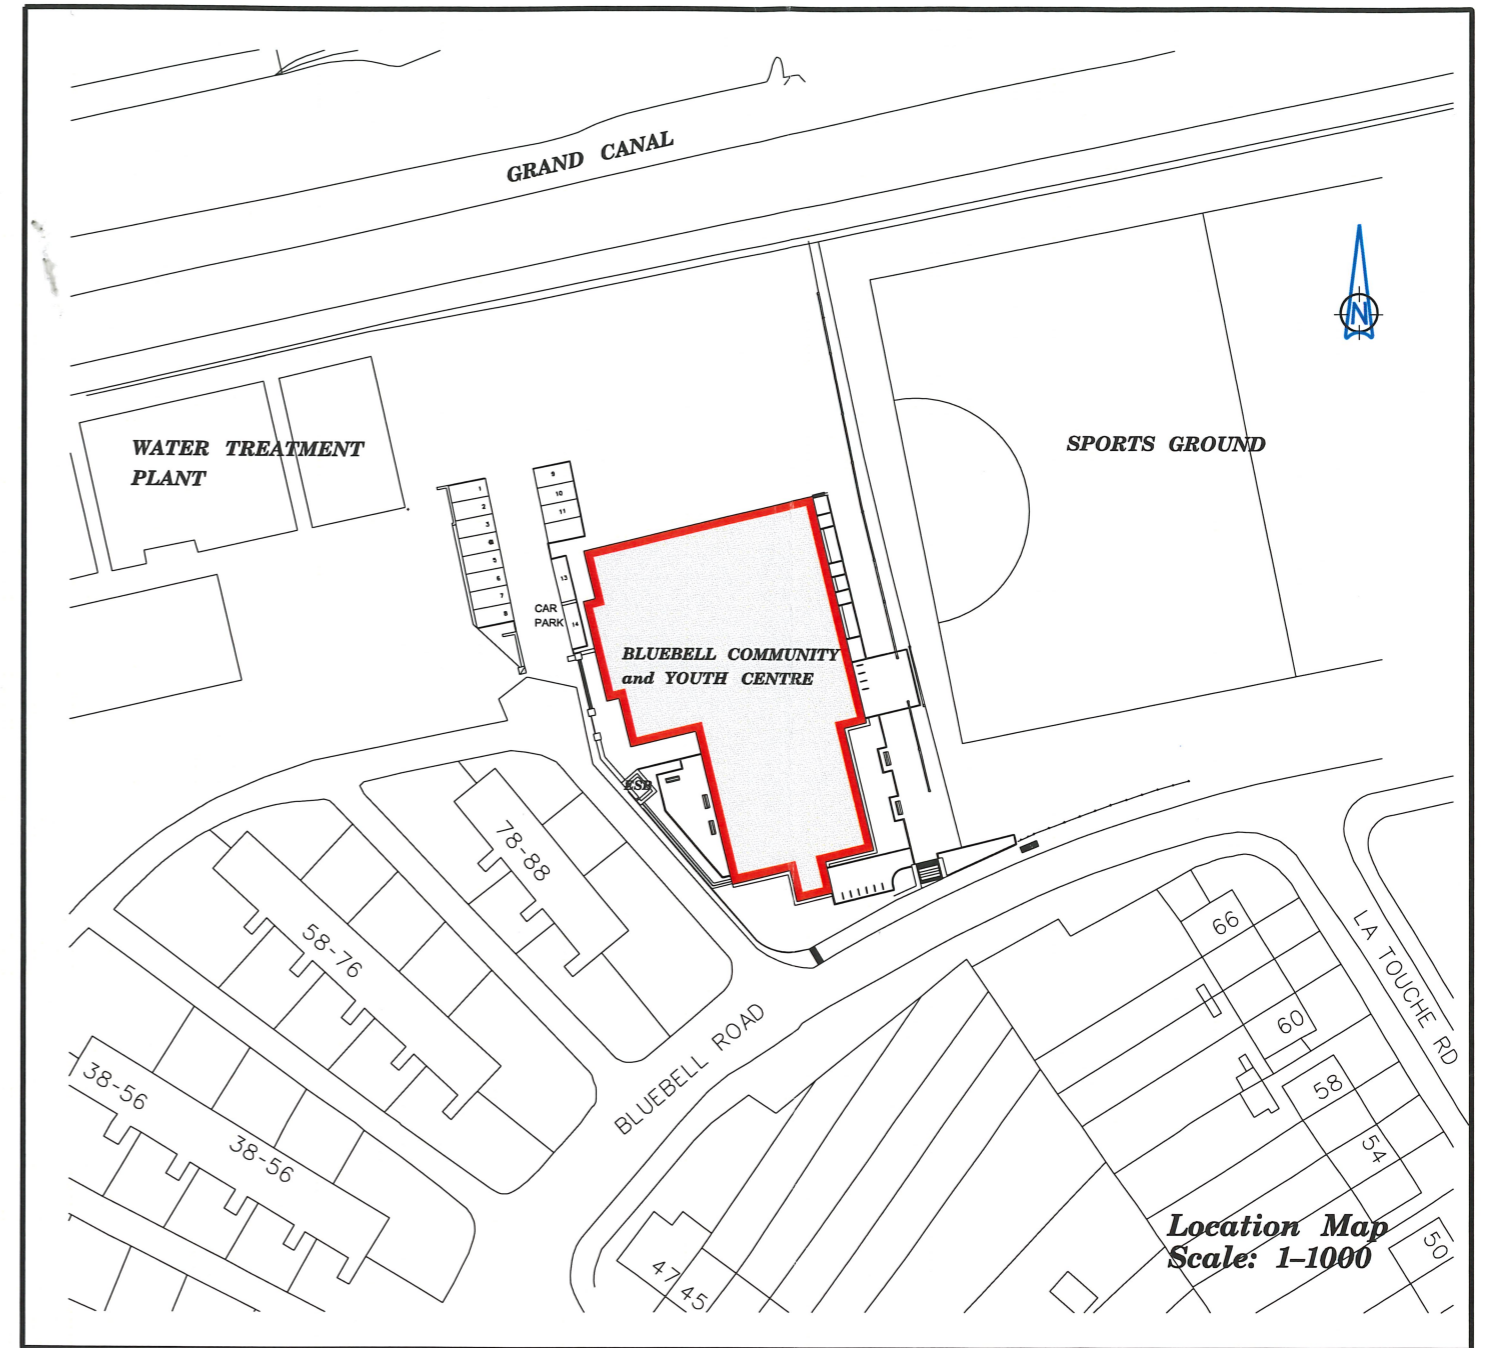 GRAND CANAL
N
WATER TREATMENT
PLANT
SPORTS GROUND
1
2
3
5
6
7
9
10
11
13
14
CAR
PARK
BLUEBELL COMMUNITY
and YOUTH CENTRE
ESB
78-88
58-76
38-56
38-56
BLUEBELL ROAD
66
60
58
54
50
LA TOUCHE RD
47 45
Location Map
Scale: 1–1000